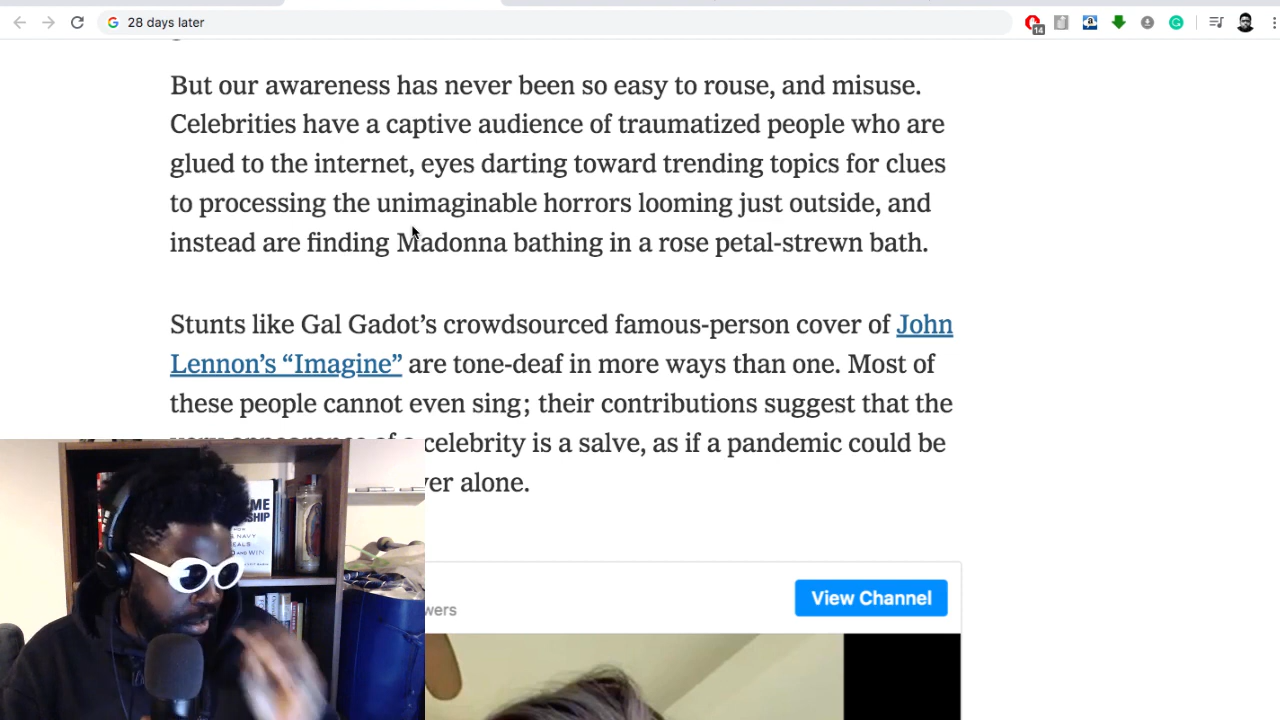 28 days later
14
But our awareness has never been so easy to rouse, and misuse.
Celebrities have a captive audience of traumatized people who are
glued to the internet, eyes darting toward trending topics for clues
to processing the unimaginable horrors looming just outside, and
instead are finding Madonna bathing in a rose petal-strewn bath.
Stunts like Gal Gadot’s crowdsourced famous-person cover of John
Lennon’s “Imagine” are tone-deaf in more ways than one. Most of
these people cannot even sing; their contributions suggest that the
celebrity is a salve, as if a pandemic could be
alone.
View Channel
AND WIN